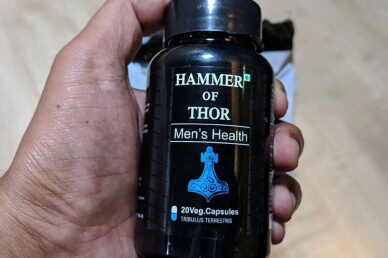 HAMMER
OF
THOR
Men's Health
20Veg.Capsules
TRIBULUS TERRESTRIS